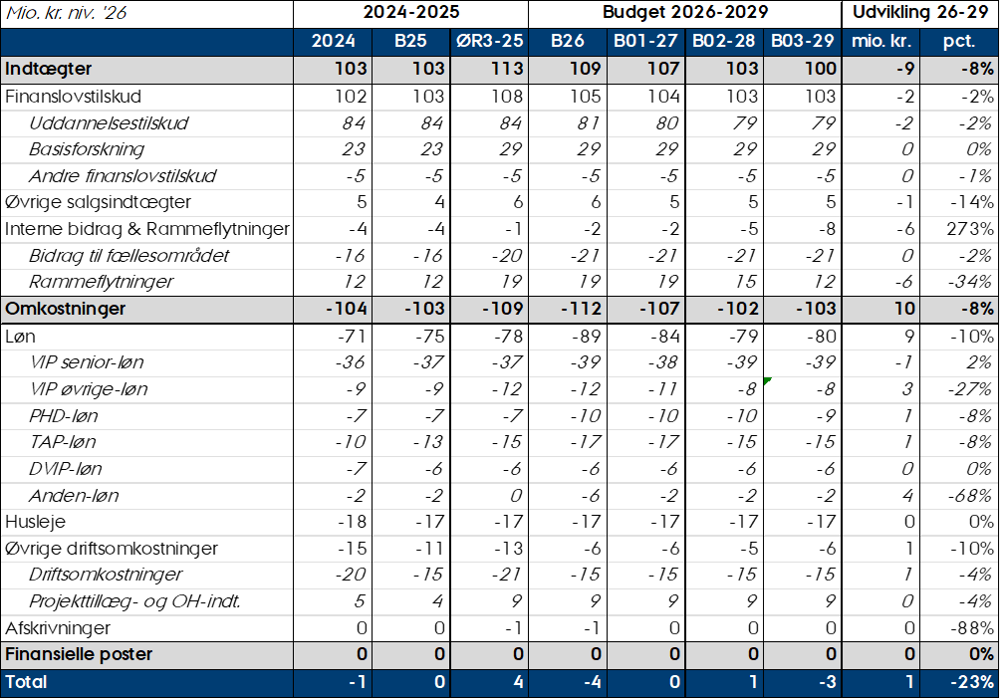 Mio. kr. niv. '26 2024-2025 Budget 2026-2029 Udvikling 26-29
2024 B25 ØR3-25 B26 B01-27 B02-28 B03-29 mio. kr. pct.
Indtægter 103 103 113 109 107 103 100 -9 -8%
Finanslovstilskud 102 103 108 105 104 103 103 -2 -2%
Uddannelsestilskud 84 84 84 81 80 79 79 -2 -2%
Basisforskning 23 23 29 29 29 29 29 0 0%
Andre finanslovstilskud -5 -5 -5 -5 -5 -5 -5 0 -1%
Øvrige salgsindtægter 5 4 6 6 5 5 5 -1 -14%
Interne bidrag & Rammeflytninger -4 -4 -1 -2 -2 -5 -8 -6 273%
Bidrag til fællesområdet -16 -16 -20 -21 -21 -21 -21 0 -2%
Rammeflytninger 12 12 19 19 19 15 12 -6 -34%
Omkostninger -104 -103 -109 -112 -107 -102 -103 10 -8%
Løn -71 -75 -78 -89 -84 -79 -80 9 -10%
VIP senior-løn -36 -37 -37 -39 -38 -39 -39 -1 2%
VIP øvrige-løn -9 -9 -12 -12 -11 -8 -8 3 -27%
PHD-løn -7 -7 -7 -10 -10 -10 -9 1 -8%
TAP-løn -10 -13 -15 -17 -17 -15 -15 1 -8%
DVIP-løn -7 -6 -6 -6 -6 -6 -6 0 0%
Anden-løn -2 -2 0 -6 -2 -2 -2 4 -68%
Husleje -18 -17 -17 -17 -17 -17 -17 0 0%
Øvrige driftsomkostninger -15 -11 -13 -6 -6 -5 -6 1 -10%
Driftsomkostninger -20 -15 -21 -15 -15 -15 -15 1 -4%
Projekttillæg- og OH-indt. 5 4 9 9 9 9 9 0 -4%
Afskrivninger 0 0 -1 -1 0 0 0 0 -88%
Finansielle poster 0 0 0 0 0 0 0 0 0%
Total -1 0 4 -4 0 1 -3 1 -23%